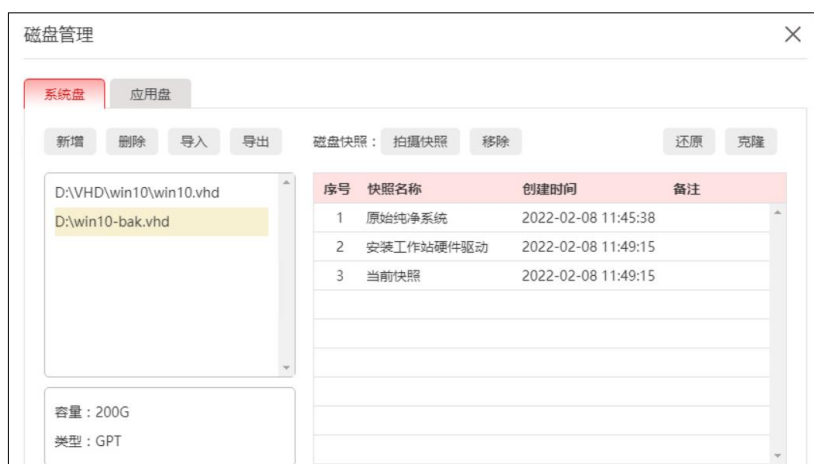 磁盘管理
系统盘 应用盘
新增 删除 导入 导出 磁盘快照：拍摄快照 移除 还原 克隆
D:\VHD\win10\win10.vhd
D:\win10-bak.vhd
序号 快照名称 创建时间 备注
1 原始纯净系统 2022-02-08 11:45:38
2 安装工作站硬件驱动 2022-02-08 11:49:15
3 当前快照 2022-02-08 11:49:15
容量：200G
类型：GPT